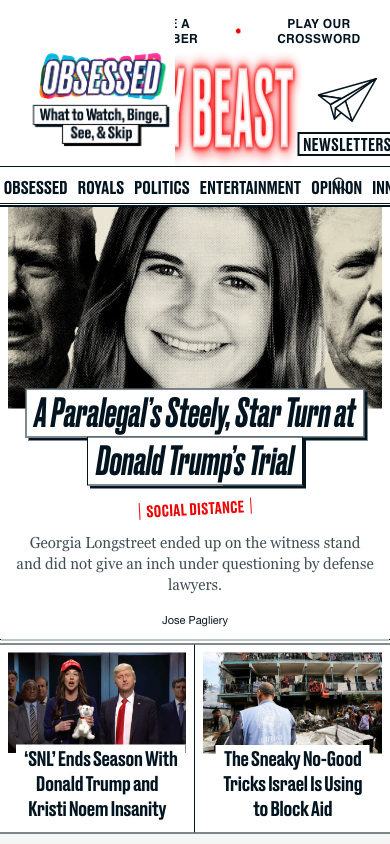 PLAY OUR
CROSSWORD
OBSESSED
What to Watch, Binge,
See, & Skip
BEAST
NEWSLETTERS
OBSESSED ROYALS POLITICS ENTERTAINMENT OPINION
A Paralegal's Steely, Star Turn at
Donald Trump's Trial
SOCIAL DISTANCE
Georgia Longstreet ended up on the witness stand
and did not give an inch under questioning by defense
lawyers.
Jose Pagliery
‘SNL’ Ends Season With
Donald Trump and
Kristi Noem Insanity
The Sneaky No-Good
Tricks Israel Is Using
to Block Aid